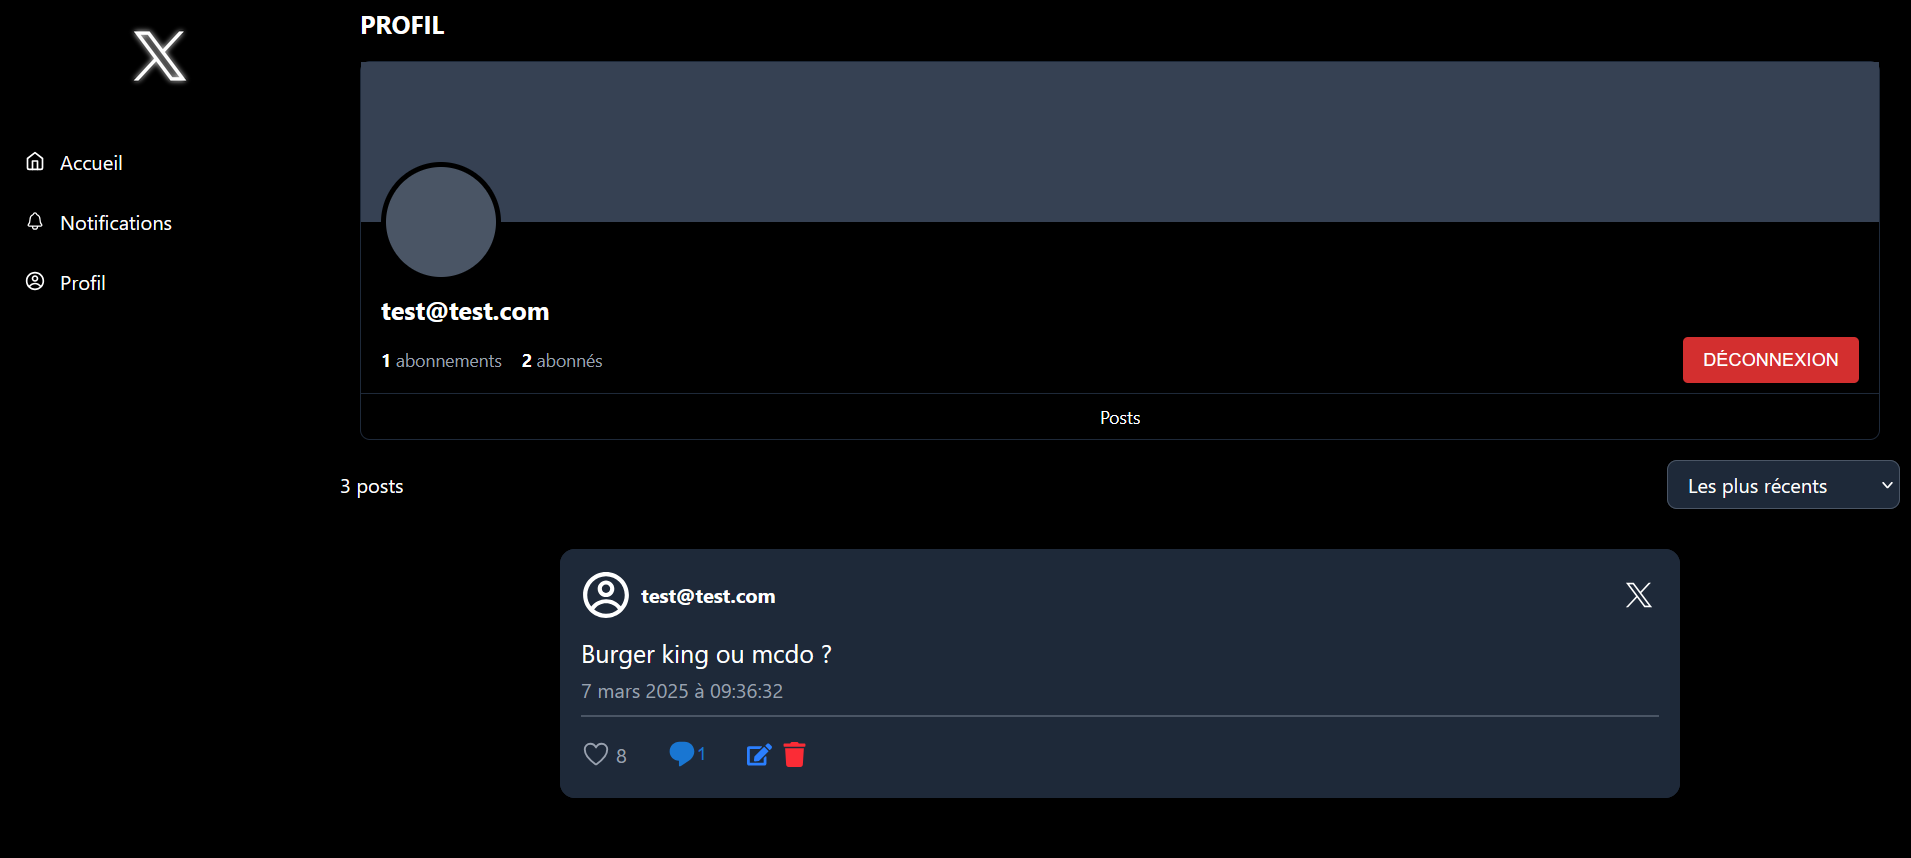 PROFIL
Accueil
Notifications
Profil
test@test.com
1 abonnements 2 abonnés
DÉCONNEXION
Posts
3 posts
Les plus récents
test@test.com
Burger king ou mcdo ?
7 mars 2025 à 09:36:32
8 1